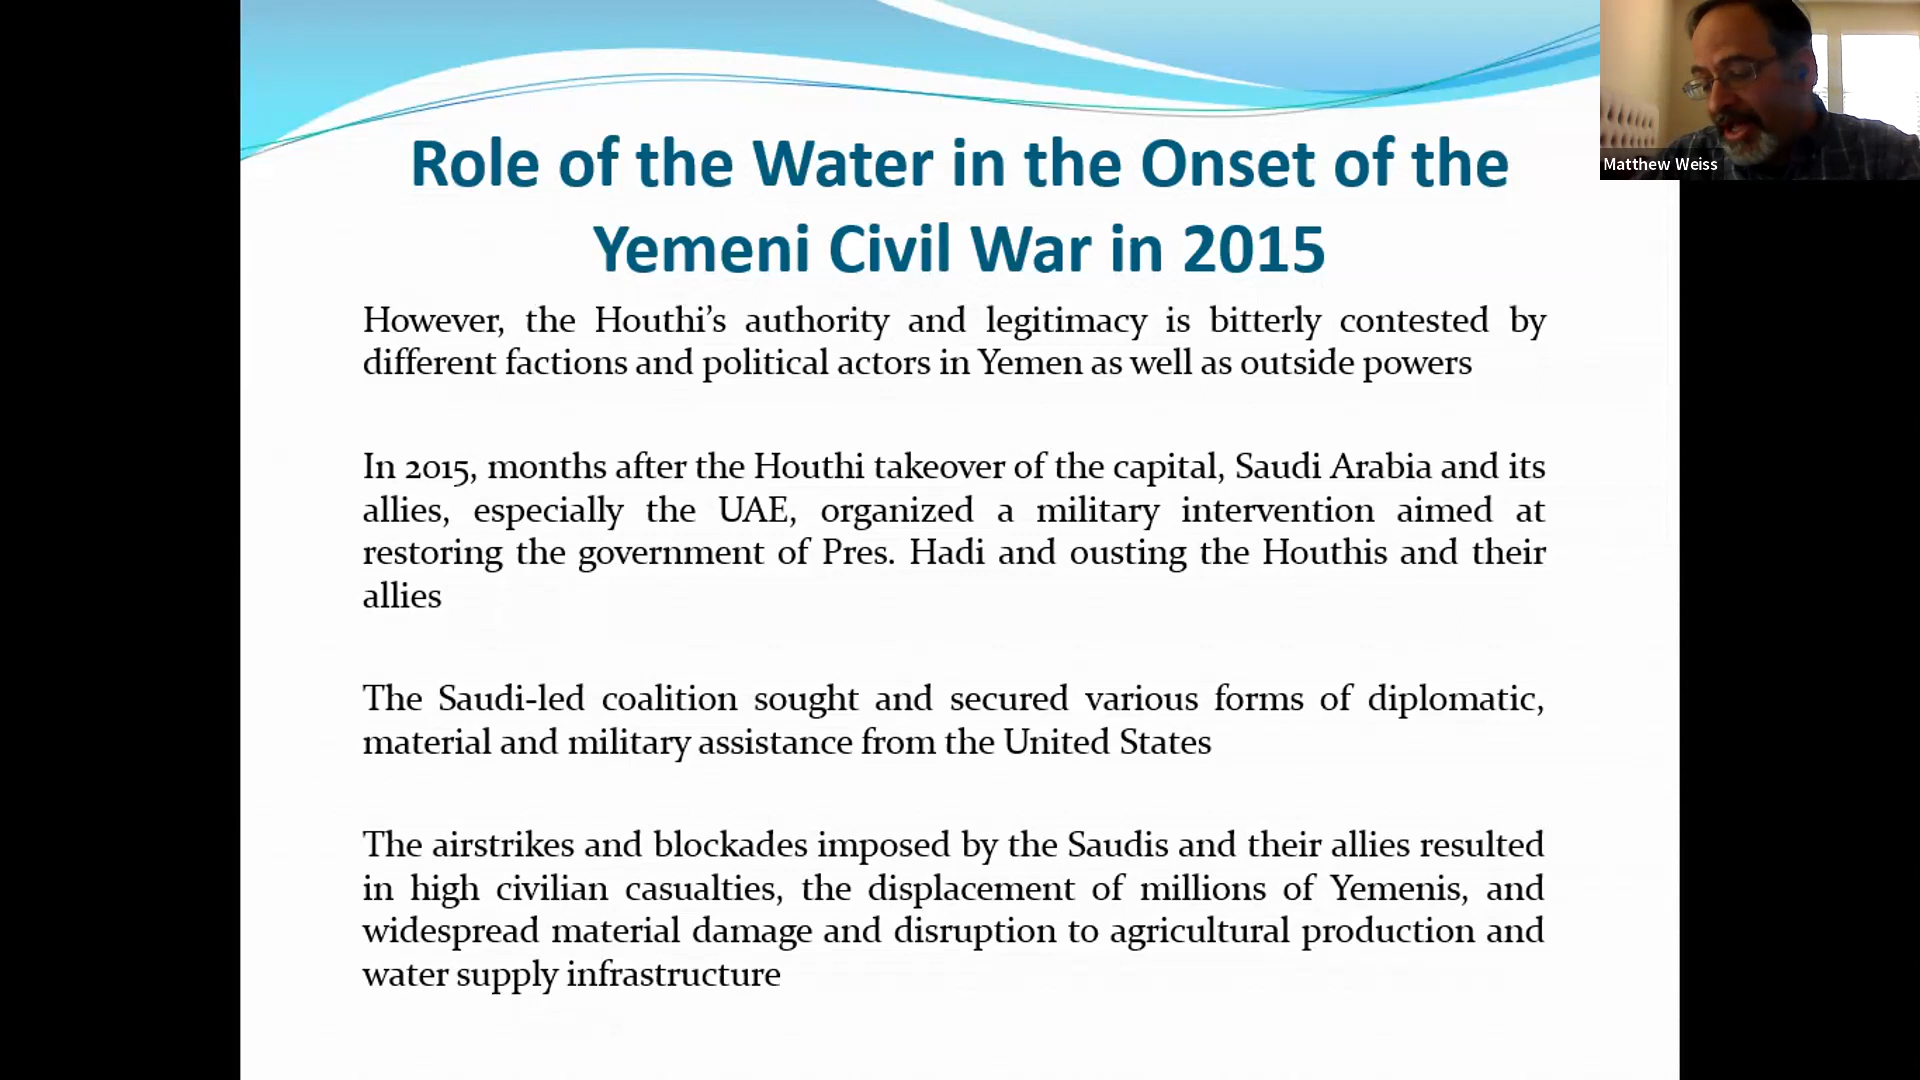 Role of the Water in the Onset of the
Yemeni Civil War in 2015
However, the Houthi’s authority and legitimacy is bitterly contested by
different factions and political actors in Yemen as well as outside powers
In 2015, months after the Houthi takeover of the capital, Saudi Arabia and its
allies, especially the UAE, organized a military intervention aimed at
restoring the government of Pres. Hadi and ousting the Houthis and their
allies
The Saudi-led coalition sought and secured various forms of diplomatic,
material and military assistance from the United States
The airstrikes and blockades imposed by the Saudis and their allies resulted
in high civilian casualties, the displacement of millions of Yemenis, and
widespread material damage and disruption to agricultural production and
water supply infrastructure
Matthew Weiss